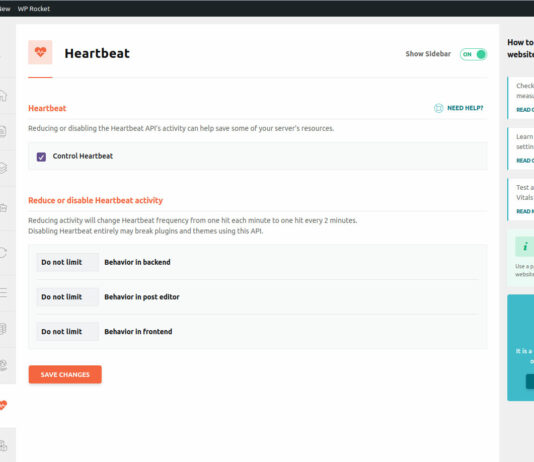 New WP Rocket
Heartbeat
Show Sidebar
ON
Heartbeat
NEED HELP?
Reducing or disabling the Heartbeat API's activity can help save some of your server's resources.
Control Heartbeat
Reduce or disable Heartbeat activity
Reducing activity will change Heartbeat frequency from one hit each minute to one hit every 2 minutes.
Disabling Heartbeat entirely may break plugins and themes using this API.
Do not limit Behavior in backend
Do not limit Behavior in post editor
Do not limit Behavior in frontend
SAVE CHANGES
How to
website
Check
measu
READ
Learn
settin
READ
Test a
Vitals
READ
i
Use a p
website
It is a
o